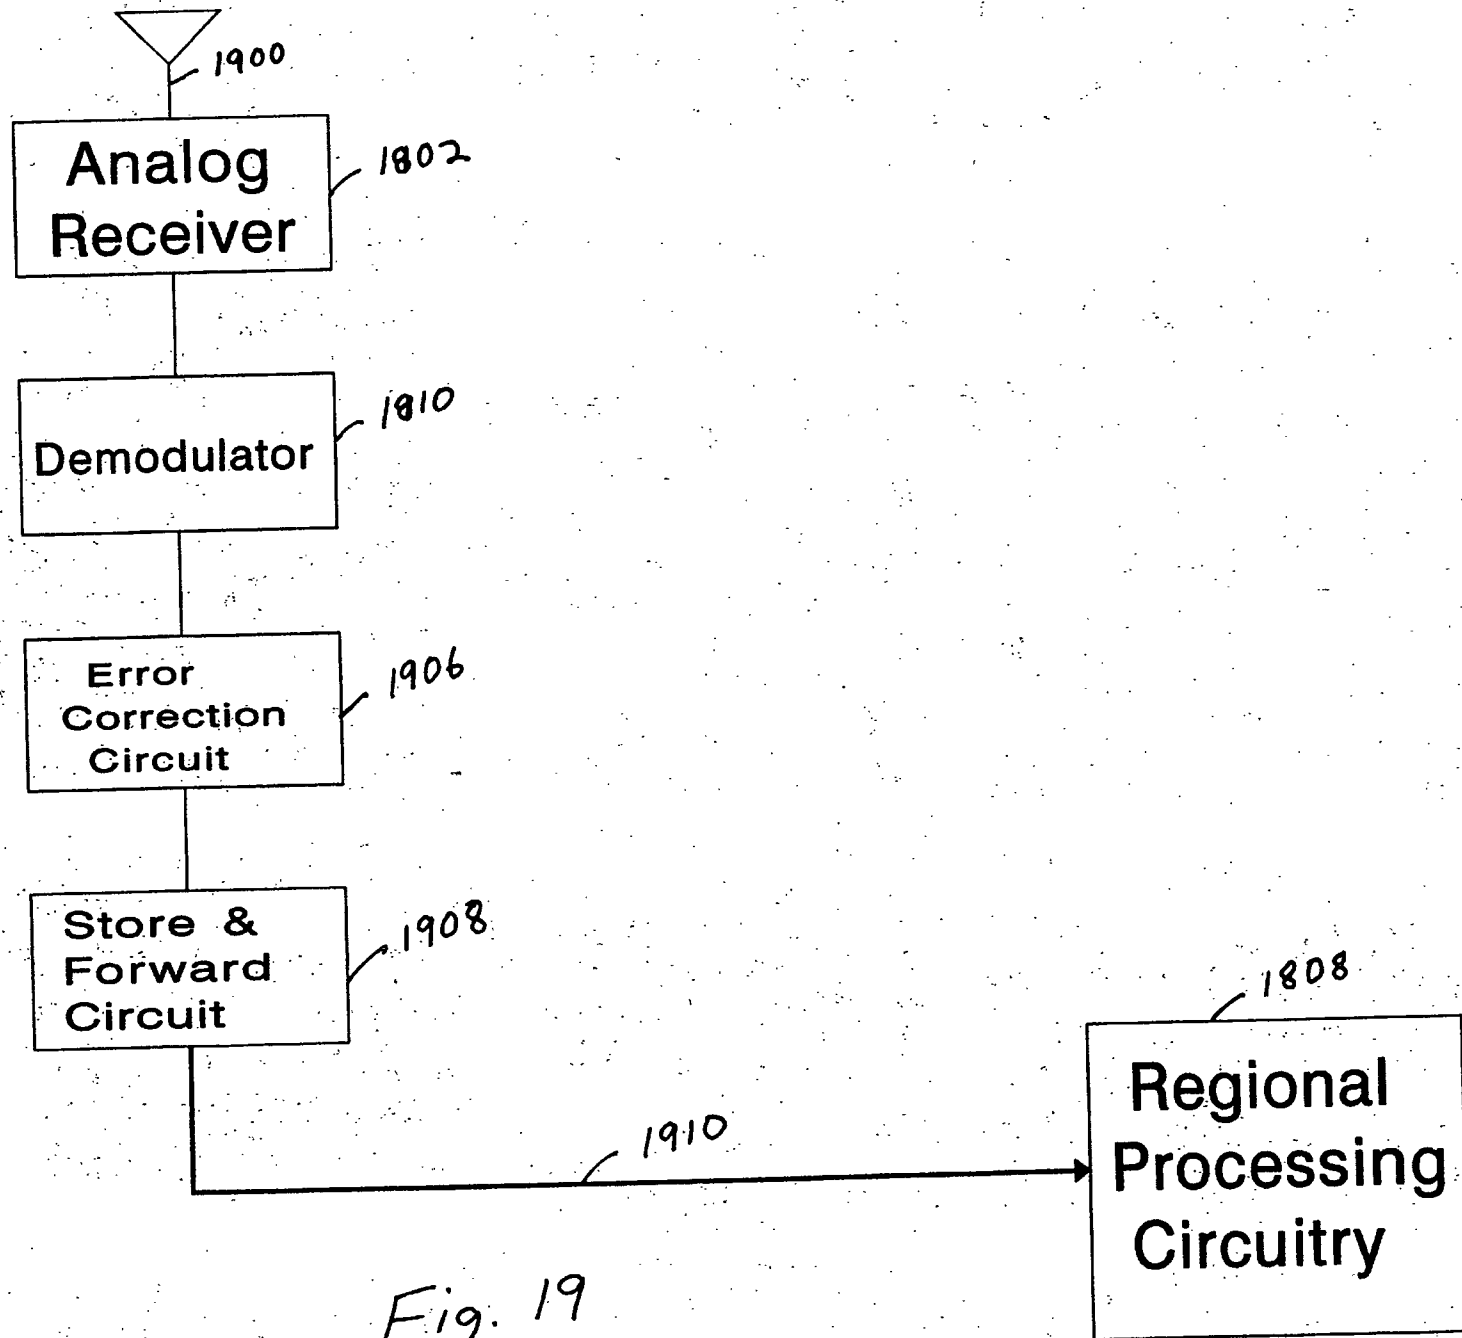 1900
Analog
Receiver
1802
Demodulator
1810
Error
Correction
Circuit
1906
Store &
Forward
Circuit
1908
1808
Regional
Processing
Circuitry
1910
Fig. 19